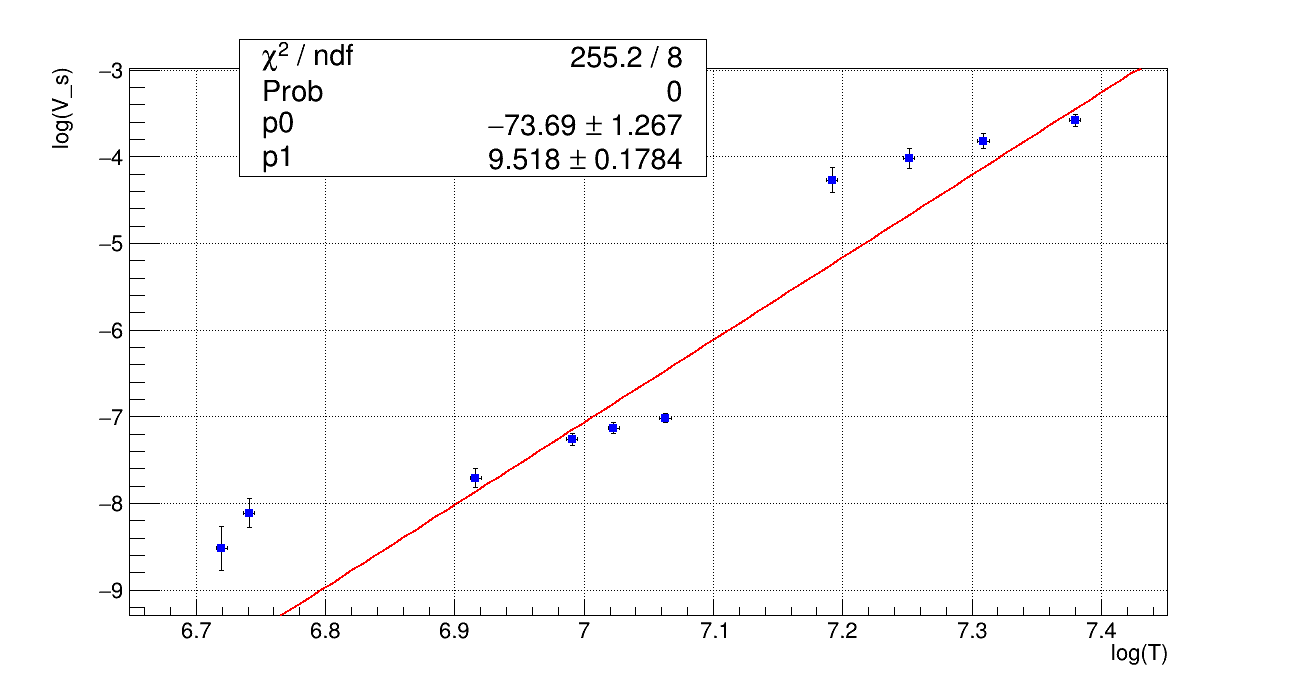 χ² / ndf 255.2 / 8
Prob 0
p0 −73.69 ± 1.267
p1 9.518 ± 0.1784
log(V_s)
−3
−4
−5
−6
−7
−8
−9
6.7 6.8 6.9 7 7.1 7.2 7.3 7.4
log(T)